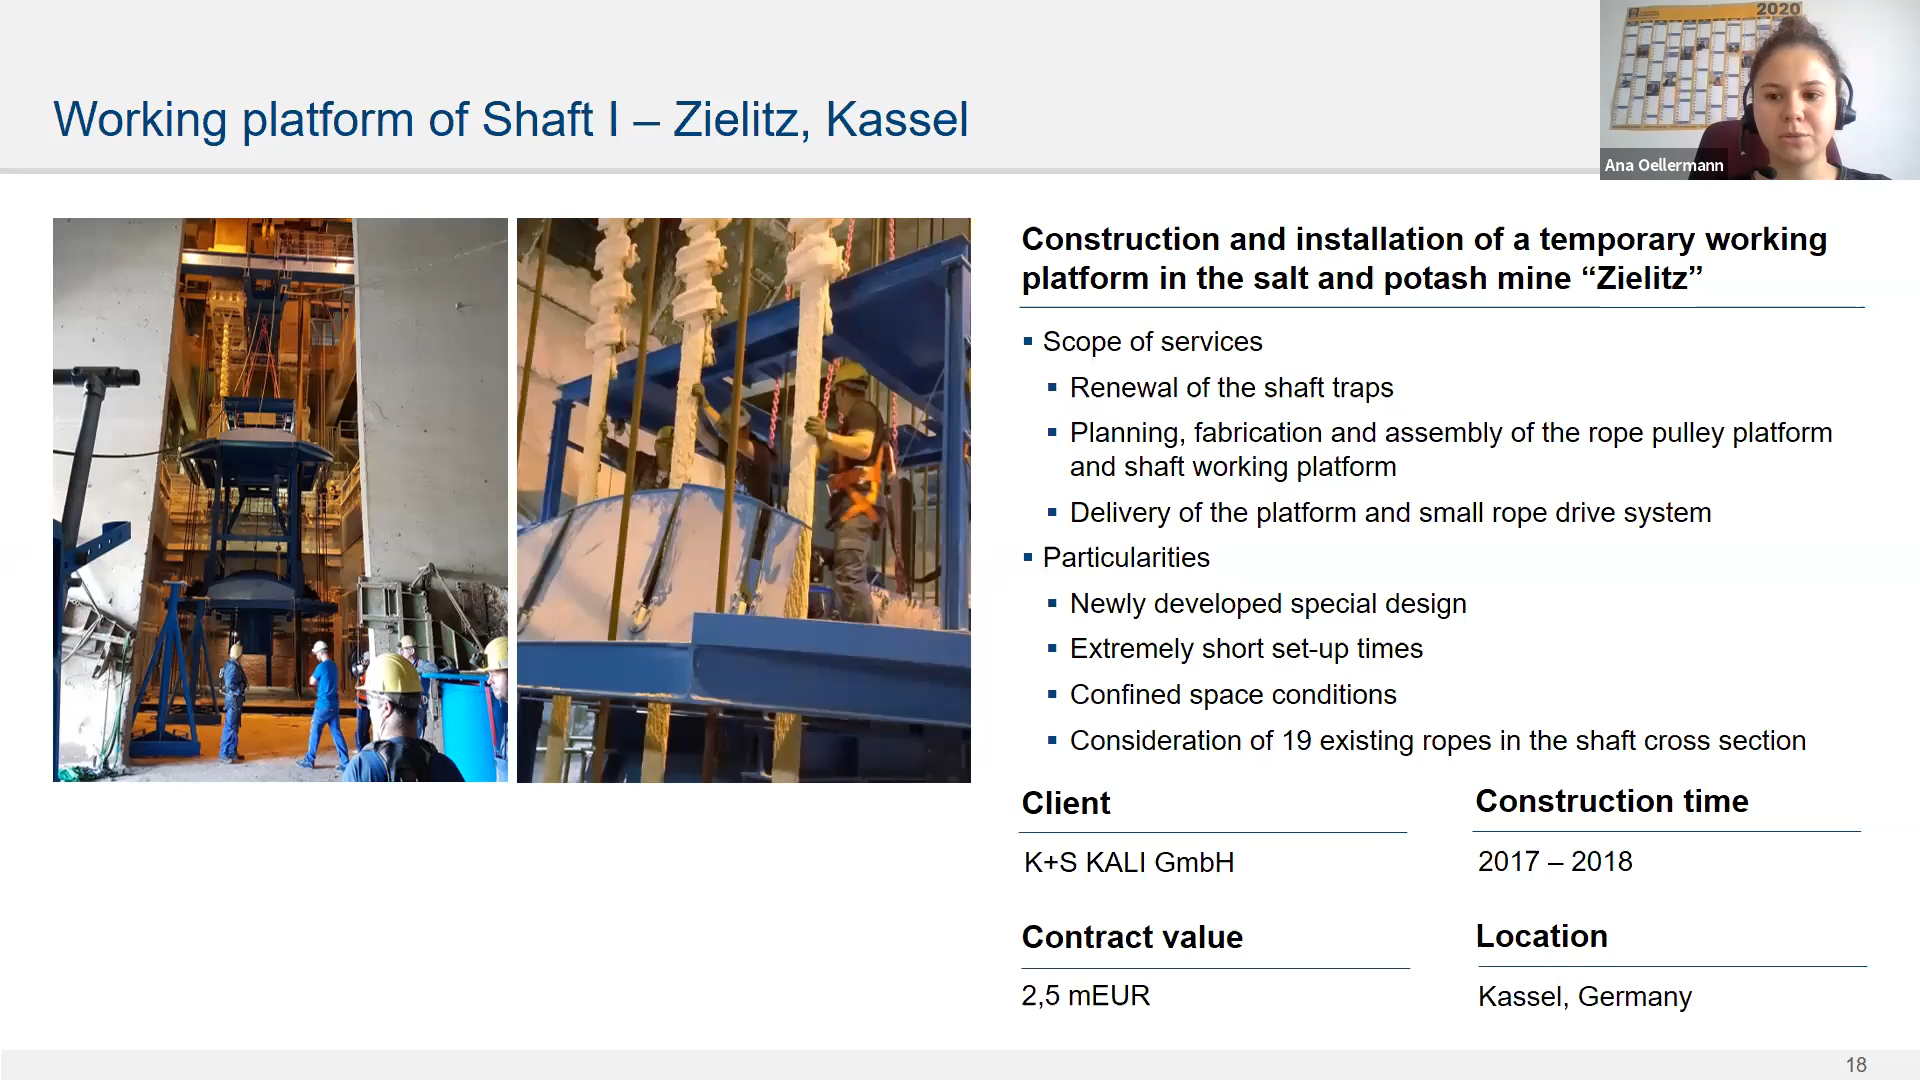 2020
Working platform of Shaft I – Zielitz, Kassel
Ana Oellermann
Construction and installation of a temporary working
platform in the salt and potash mine “Zielitz”
▪ Scope of services
▪ Renewal of the shaft traps
▪ Planning, fabrication and assembly of the rope pulley platform
and shaft working platform
▪ Delivery of the platform and small rope drive system
▪ Particularities
▪ Newly developed special design
▪ Extremely short set-up times
▪ Confined space conditions
▪ Consideration of 19 existing ropes in the shaft cross section
Client
K+S KALI GmbH
Construction time
2017 – 2018
Contract value
2,5 mEUR
Location
Kassel, Germany
18